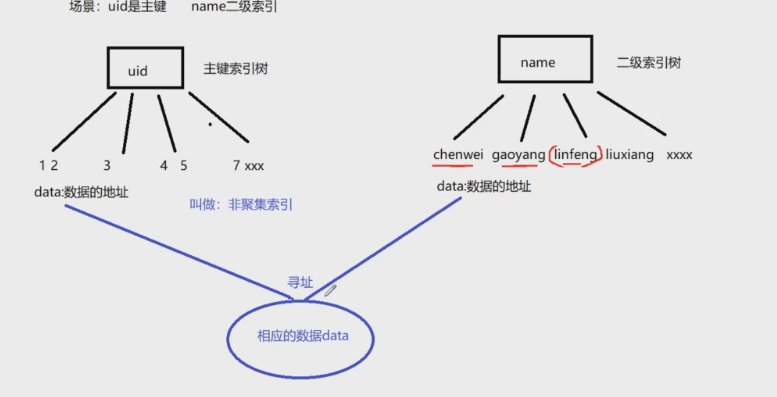 场景：uid是主键 name二级索引
uid
主键索引树
name
二级索引树
1 2 3 4 5 7 xxx
chenwei gaoyang linfeng liuxiang xxxx
data:数据的地址
data:数据的地址
叫做：非聚集索引
寻址
相应的数据data